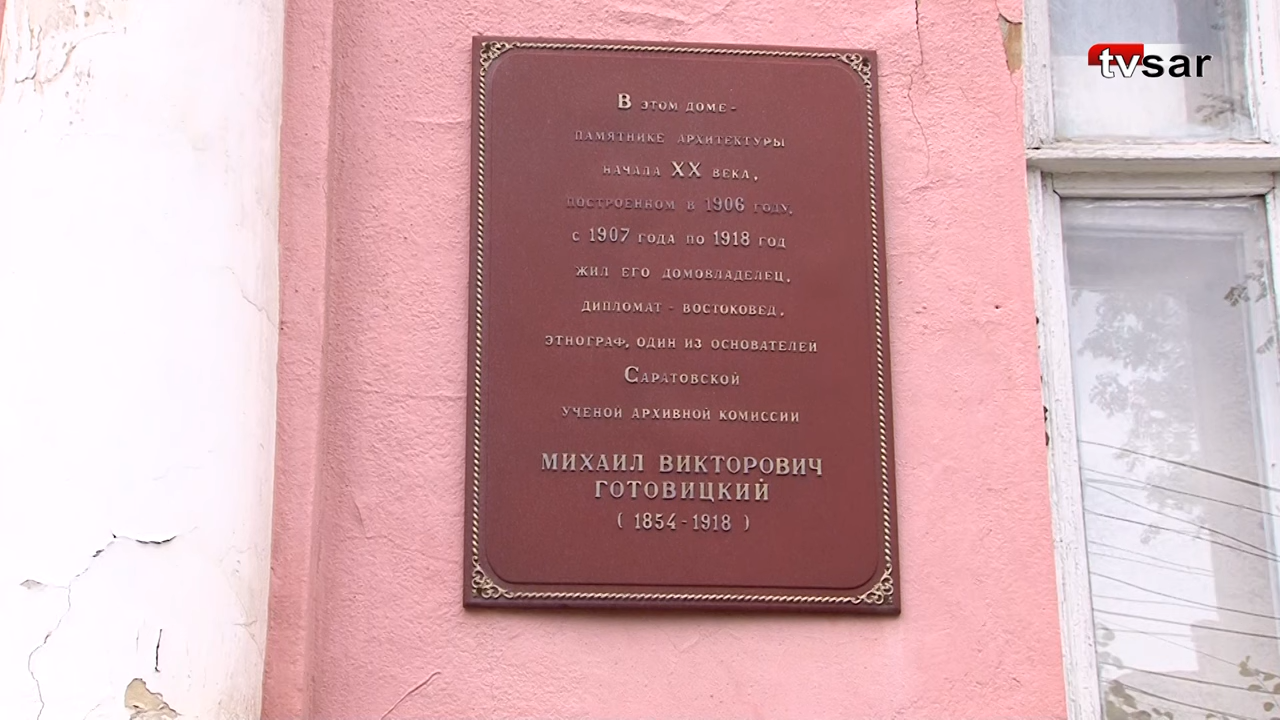 В этом доме -
памятнике архитектуры
начала XX века,
построенном в 1906 году,
с 1907 года по 1918 год
жил его домовладелец,
дипломат - востоковед,
этнограф, один из основателей
Саратовской
ученой архивной комиссии
МИХАИЛ ВИКТОРОВИЧ
ГОТОВИЦКИЙ
( 1854 - 1918 )
tvsar